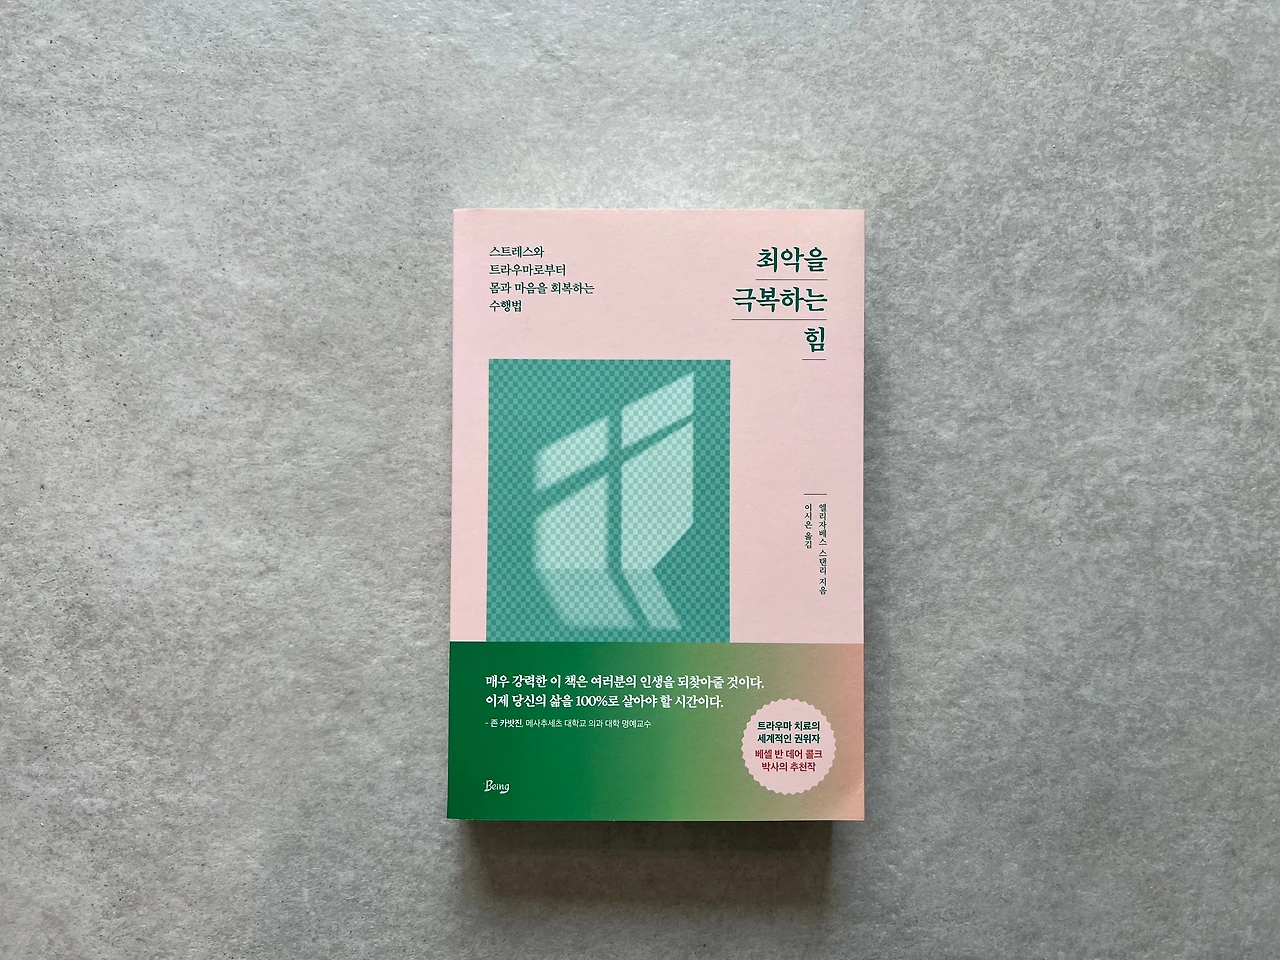 스트레스와
트라우마로부터
몸과 마음을 회복하는
수행법
최악을
극복하는
힘
엘리자베스 스탠리 지음
이시은 옮김
매우 강력한 이 책은 여러분의 인생을 되찾아줄 것이다.
이제 당신의 삶을 100%로 살아야 할 시간이다.
- 존 카밧진, 메사추세츠 대학교 의과 대학 명예교수
트라우마 치료의
세계적인 권위자
베셀 반 데어 콜크
박사의 추천작
Being